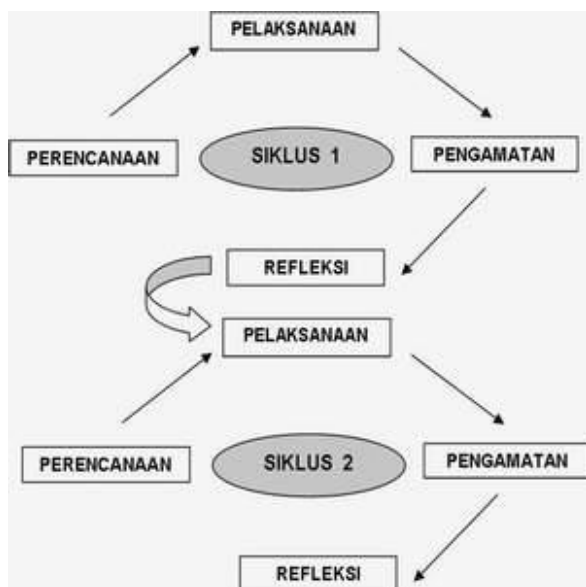 PELAKSANAAN
PERENCANAAN
SIKLUS 1
PENGAMATAN
REFLEKSI
PELAKSANAAN
PERENCANAAN
SIKLUS 2
PENGAMATAN
REFLEKSI